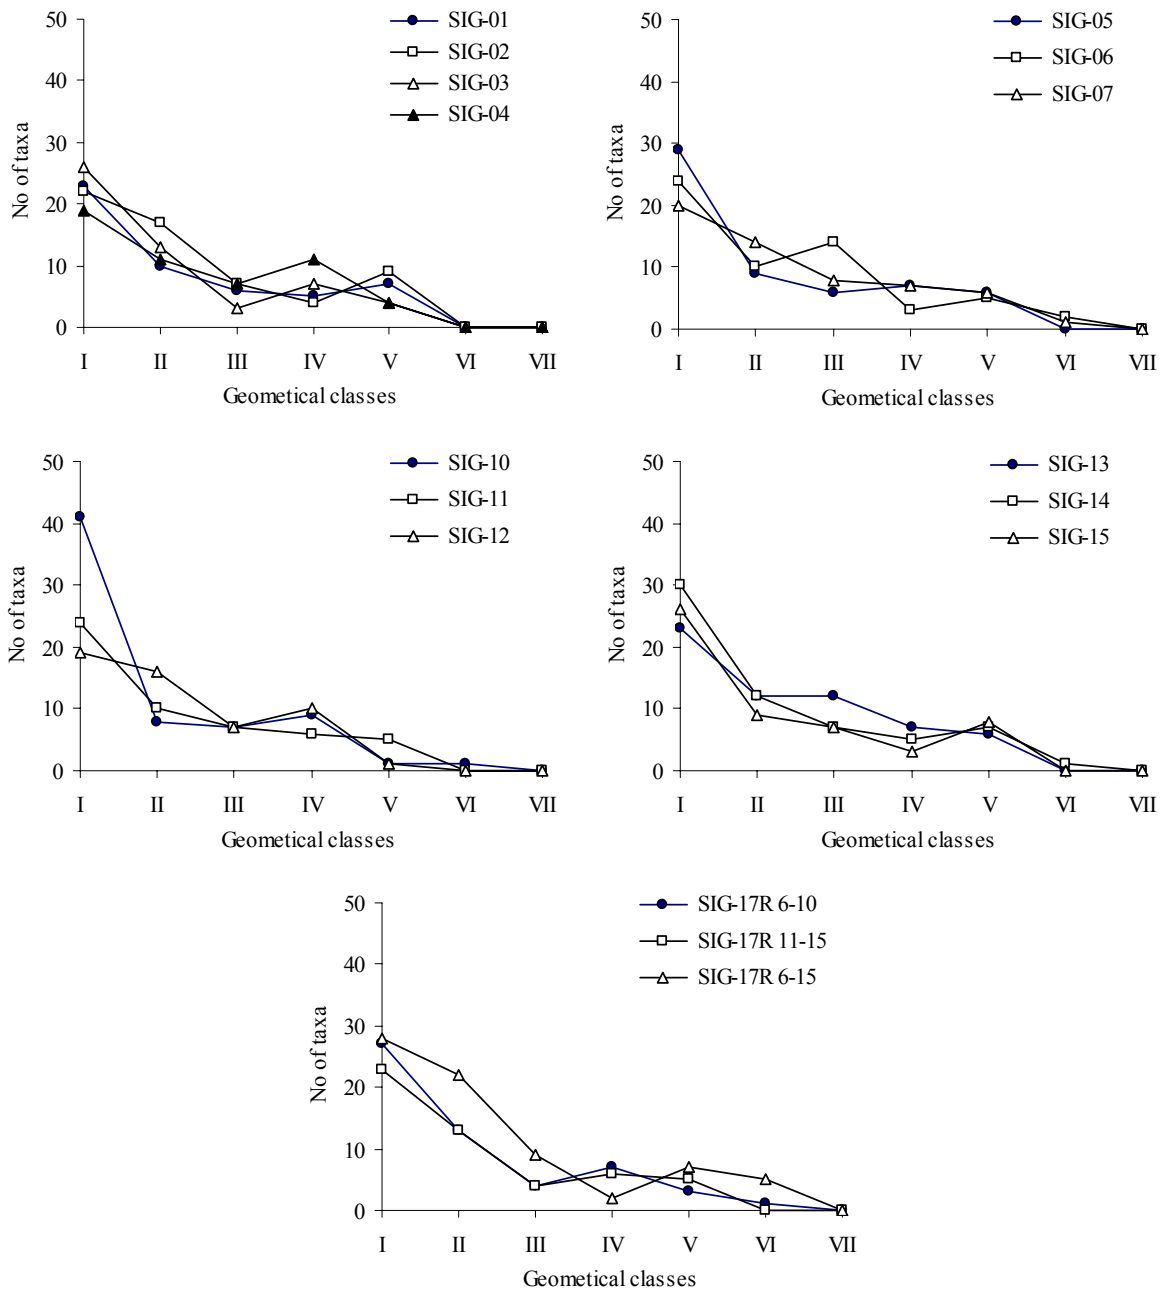 50
40
30
20
10
0
No of taxa
I II III IV V VI VII
Geometical classes
SIG-01
SIG-02
SIG-03
SIG-04
50
40
30
20
10
0
No of taxa
I II III IV V VI VII
Geometical classes
SIG-05
SIG-06
SIG-07
50
40
30
20
10
0
No of taxa
I II III IV V VI VII
Geometical classes
SIG-10
SIG-11
SIG-12
50
40
30
20
10
0
No of taxa
I II III IV V VI VII
Geometical classes
SIG-13
SIG-14
SIG-15
50
40
30
20
10
0
No of taxa
I II III IV V VI VII
Geometical classes
SIG-17R 6-10
SIG-17R 11-15
SIG-17R 6-15